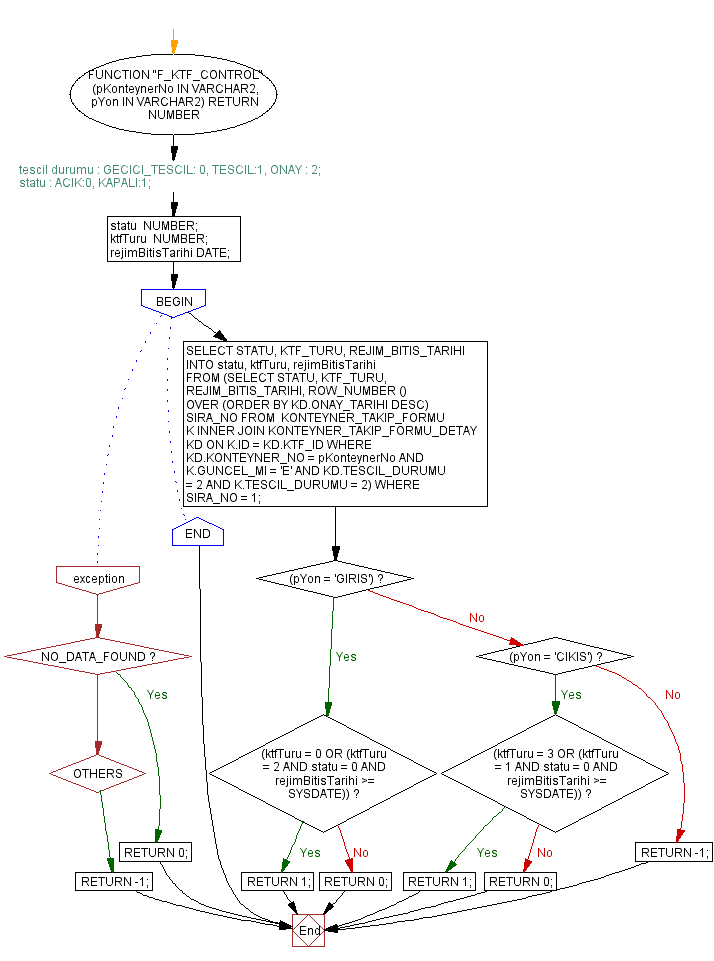 FUNCTION "F_KTF_CONTROL"
(pKonteynerNo IN VARCHAR2,
pYon IN VARCHAR2) RETURN
NUMBER
tescil durumu : GECICI_TESCIL: 0, TESCIL:1, ONAY : 2;
statu : ACIK:0, KAPALI:1;
statu NUMBER;
ktfTuru NUMBER;
rejimBitisTarihi DATE;
BEGIN
SELECT STATU, KTF_TURU, REJIM_BITIS_TARIHI
INTO statu, ktfTuru, rejimBitisTarihi
FROM (SELECT STATU, KTF_TURU,
REJIM_BITIS_TARIHI, ROW_NUMBER ()
OVER (ORDER BY KD.ONAY_TARIHI DESC)
SIRA_NO FROM KONTEYNER_TAKIP_FORMU
K INNER JOIN KONTEYNER_TAKIP_FORMU_DETAY
KD ON K.ID = KD.KTF_ID WHERE
KD.KONTEYNER_NO = pKonteynerNo AND
K.GUNCEL_MI = 'E' AND KD.TESCIL_DURUMU
= 2 AND K.TESCIL_DURUMU = 2) WHERE
SIRA_NO = 1;
END
exception
(pYon = 'GIRIS') ?
No
Yes
NO_DATA_FOUND ?
(pYon = 'CIKIS') ?
Yes
Yes
No
OTHERS
(ktfTuru = 0 OR (ktfTuru
= 2 AND statu = 0 AND
rejimBitisTarihi >=
SYSDATE)) ?
(ktfTuru = 3 OR (ktfTuru
= 1 AND statu = 0 AND
rejimBitisTarihi >=
SYSDATE)) ?
Yes
No
Yes
No
RETURN 0;
RETURN -1;
RETURN -1;
RETURN 1;
RETURN 0;
RETURN 1;
RETURN 0;
End